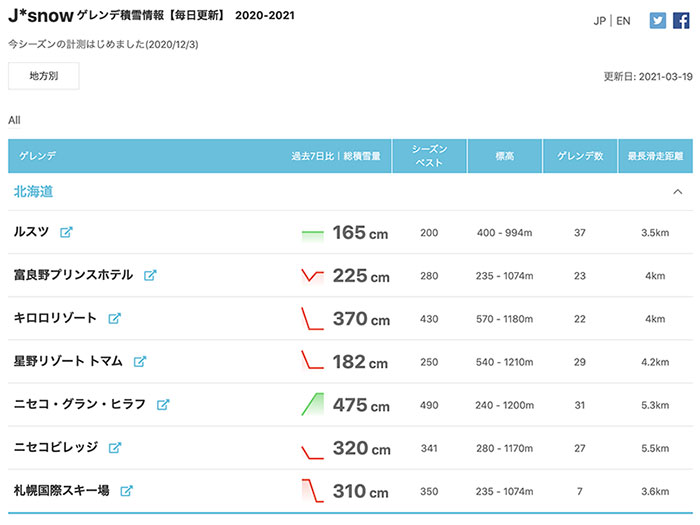 J*snow ゲレンデ積雪情報【毎日更新】 2020-2021
JP | EN
今シーズンの計測はじめました(2020/12/3)
地方別
更新日: 2021-03-19
All
ゲレンデ 過去7日比 | 総積雪量 シーズンベスト 標高 ゲレンデ数 最長滑走距離
北海道
ルスツ 165 cm 200 400 - 994m 37 3.5km
富良野プリンスホテル 225 cm 280 235 - 1074m 23 4km
キロロリゾート 370 cm 430 570 - 1180m 22 4km
星野リゾート トマム 182 cm 250 540 - 1210m 29 4.2km
ニセコ・グラン・ヒラフ 475 cm 490 240 - 1200m 31 5.3km
ニセコビレッジ 320 cm 341 280 - 1170m 27 5.5km
札幌国際スキー場 310 cm 350 235 - 1074m 7 3.6km